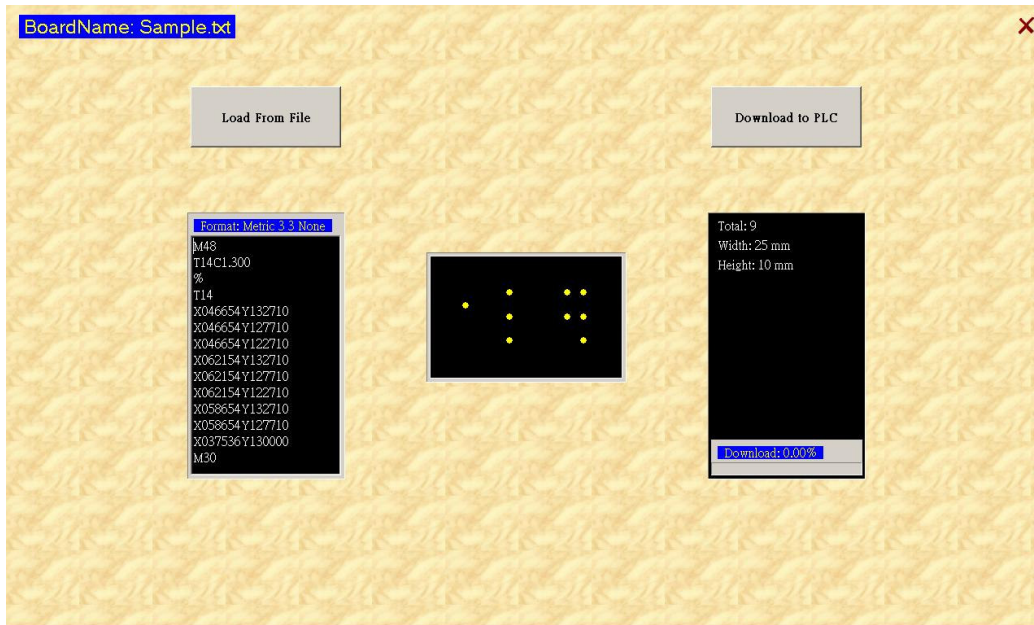 BoardName: Sample.txt
×
Load From File
Download to PLC
Format: Metric 3 3 None
M48
T14C1.300
%
T14
X046654Y132710
X046654Y127710
X046654Y122710
X062154Y132710
X062154Y127710
X062154Y122710
X058654Y132710
X058654Y127710
X037536Y130000
M30
Total: 9
Width: 25 mm
Height: 10 mm
Download: 0.00%